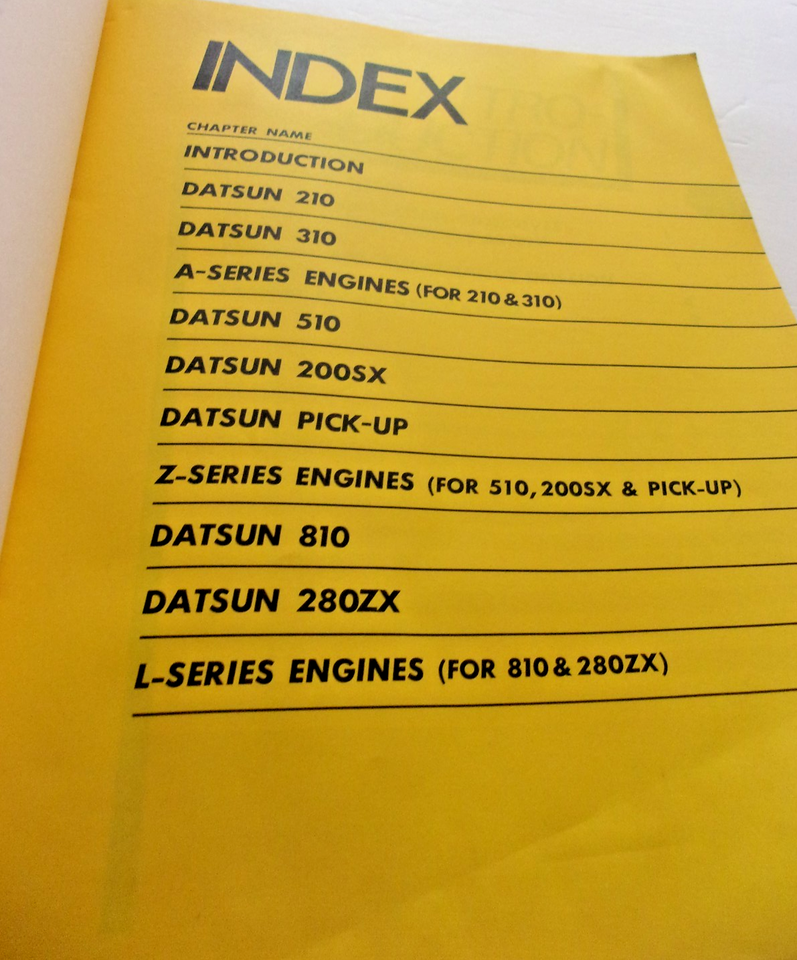 INDEX
CHAPTER NAME
INTRODUCTION
DATSUN 210
DATSUN 310
A-SERIES ENGINES (FOR 210 & 310)
DATSUN 510
DATSUN 200SX
DATSUN PICK-UP
Z-SERIES ENGINES (FOR 510, 200SX & PICK-UP)
DATSUN 810
DATSUN 280ZX
L-SERIES ENGINES (FOR 810 & 280ZX)